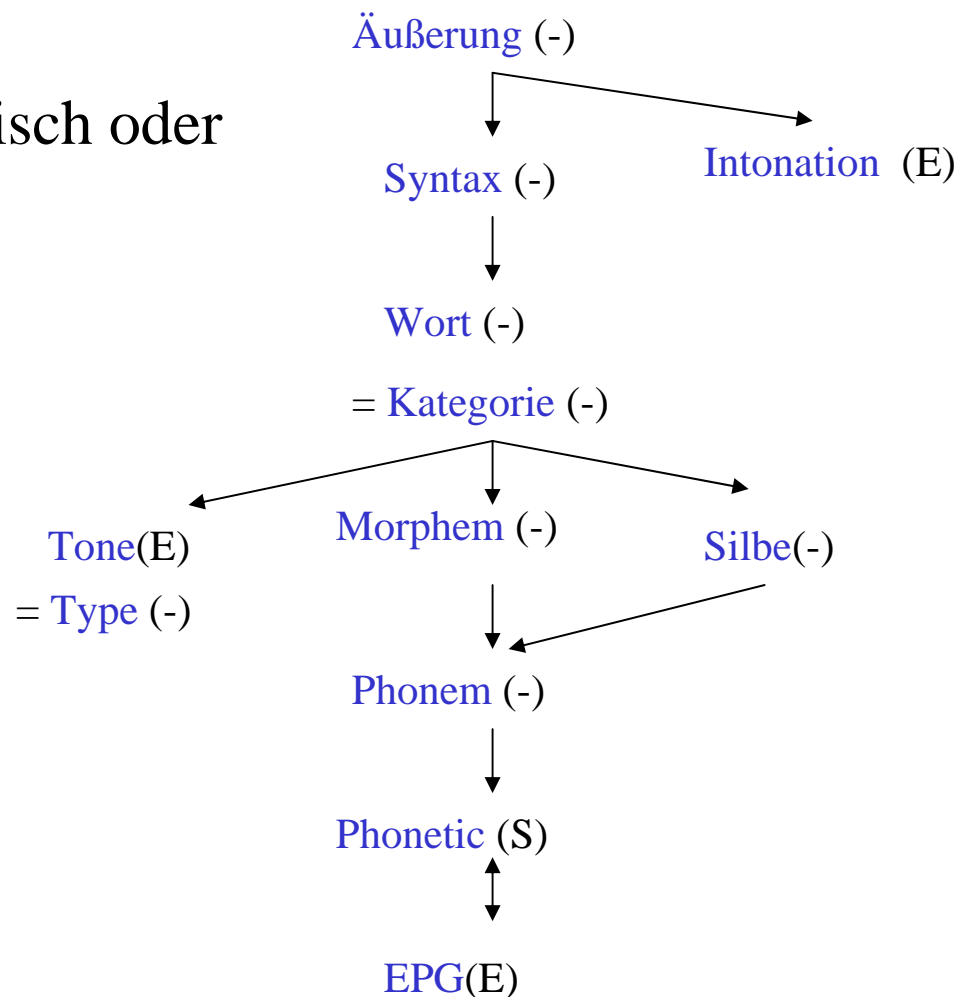 Äußerung (-)
isch oder
Syntax (-)
Intonation (E)
Wort (-)
= Kategorie (-)
Tone(E)
Morphem (-)
Silbe(-)
= Type (-)
Phonem (-)
Phonetic (S)
EPG(E)